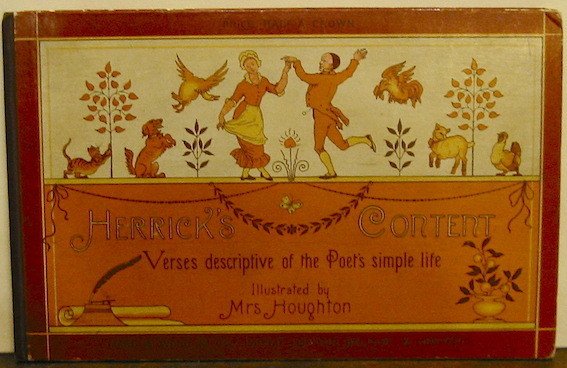 PRICE HALF A CROWN
HERRICK'S CONTENT
Verses descriptive of the Poet's simple life
Illustrated by
Mrs Houghton